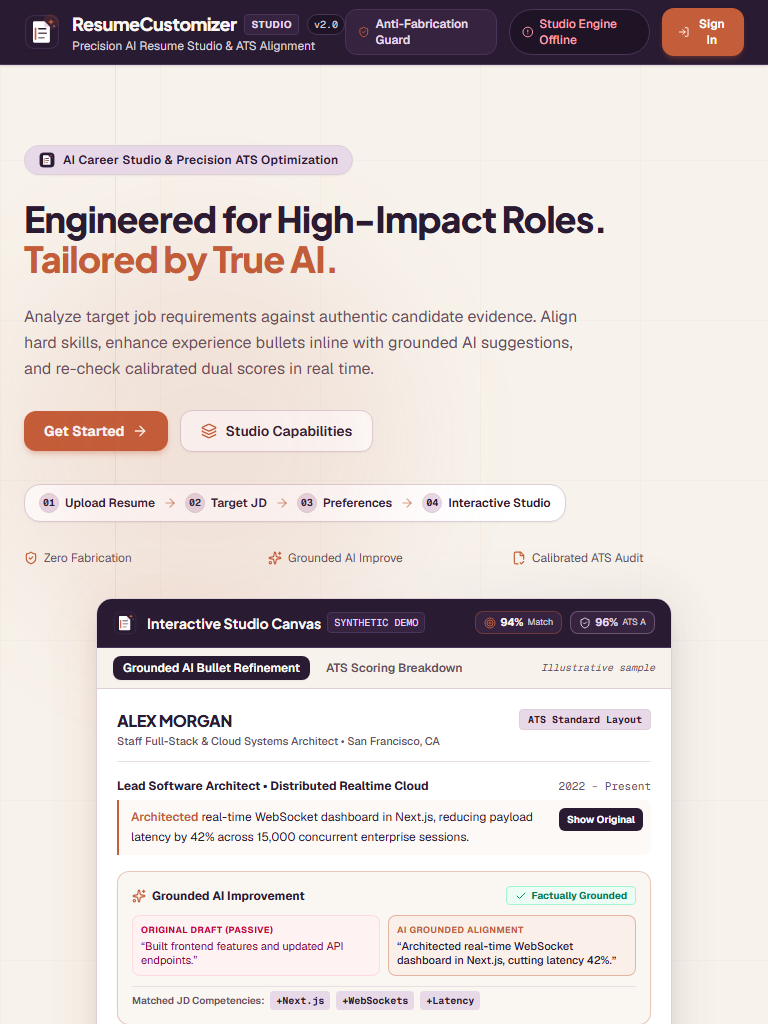 ResumeCustomizer STUDIO v2.0
Precision AI Resume Studio & ATS Alignment
Anti-Fabrication
Guard
Studio Engine
Offline
Sign
In
AI Career Studio & Precision ATS Optimization
Engineered for High-Impact Roles.
Tailored by True AI.
Analyze target job requirements against authentic candidate evidence. Align
hard skills, enhance experience bullets inline with grounded AI suggestions,
and re-check calibrated dual scores in real time.
Get Started
Studio Capabilities
01 Upload Resume 02 Target JD 03 Preferences 04 Interactive Studio
Zero Fabrication
Grounded AI Improve
Calibrated ATS Audit
Interactive Studio Canvas SYNTHETIC DEMO 94% Match 96% ATS A
Grounded AI Bullet Refinement ATS Scoring Breakdown Illustrative sample
ALEX MORGAN
ATS Standard Layout
Staff Full-Stack & Cloud Systems Architect • San Francisco, CA
Lead Software Architect • Distributed Realtime Cloud 2022 – Present
Architected real-time WebSocket dashboard in Next.js, reducing payload
latency by 42% across 15,000 concurrent enterprise sessions.
Show Original
Grounded AI Improvement
Factually Grounded
ORIGINAL DRAFT (PASSIVE)
“Built frontend features and updated API
endpoints.”
AI GROUNDED ALIGNMENT
“Architected real-time WebSocket
dashboard in Next.js, cutting latency 42%.”
Matched JD Competencies: +Next.js +WebSockets +Latency